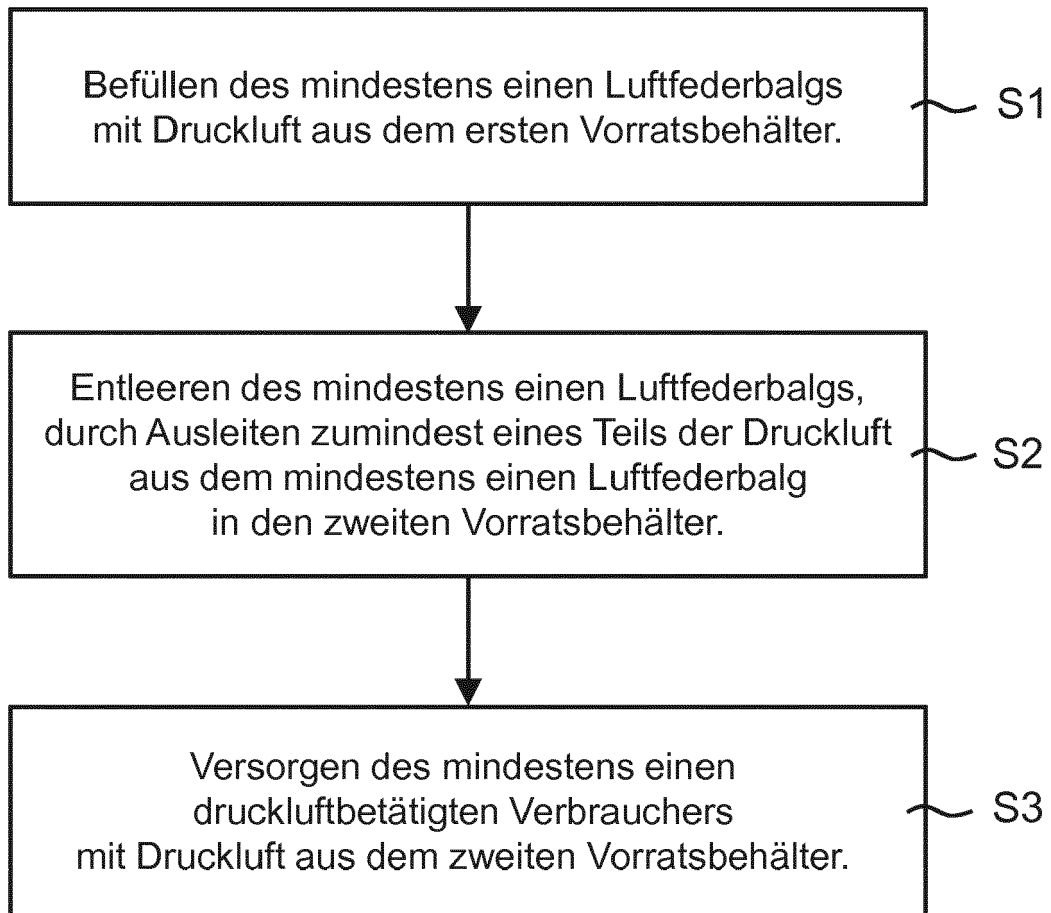 Befüllen des mindestens einen Luftfederbalgs
mit Druckluft aus dem ersten Vorratsbehälter.
S1
Entleeren des mindestens einen Luftfederbalgs,
durch Ausleiten zumindest eines Teils der Druckluft
aus dem mindestens einen Luftfederbalg
in den zweiten Vorratsbehälter.
S2
Versorgen des mindestens einen
druckluftbetätigten Verbrauchers
mit Druckluft aus dem zweiten Vorratsbehälter.
S3